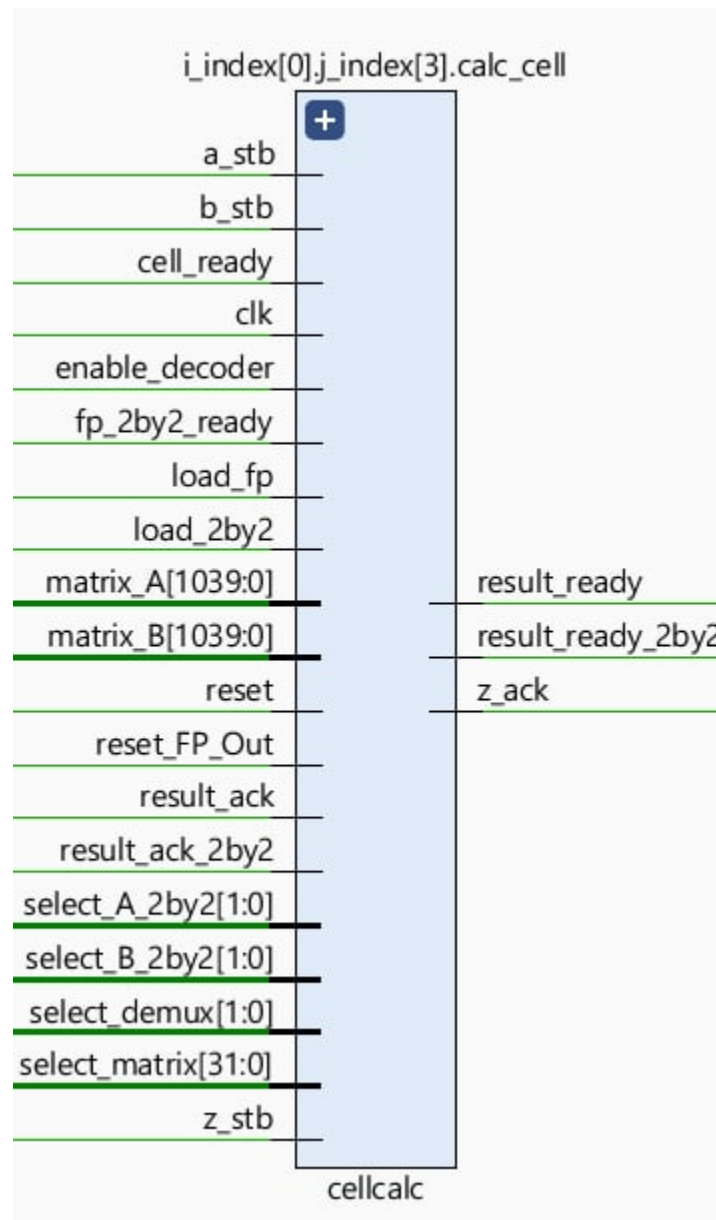 i_index[0].j_index[3].calc_cell
+
a_stb
b_stb
cell_ready
clk
enable_decoder
fp_2by2_ready
load_fp
load_2by2
matrix_A[1039:0]
result_ready
matrix_B[1039:0]
result_ready_2by2
reset
z_ack
reset_FP_Out
result_ack
result_ack_2by2
select_A_2by2[1:0]
select_B_2by2[1:0]
select_demux[1:0]
select_matrix[31:0]
z_stb
cellcalc